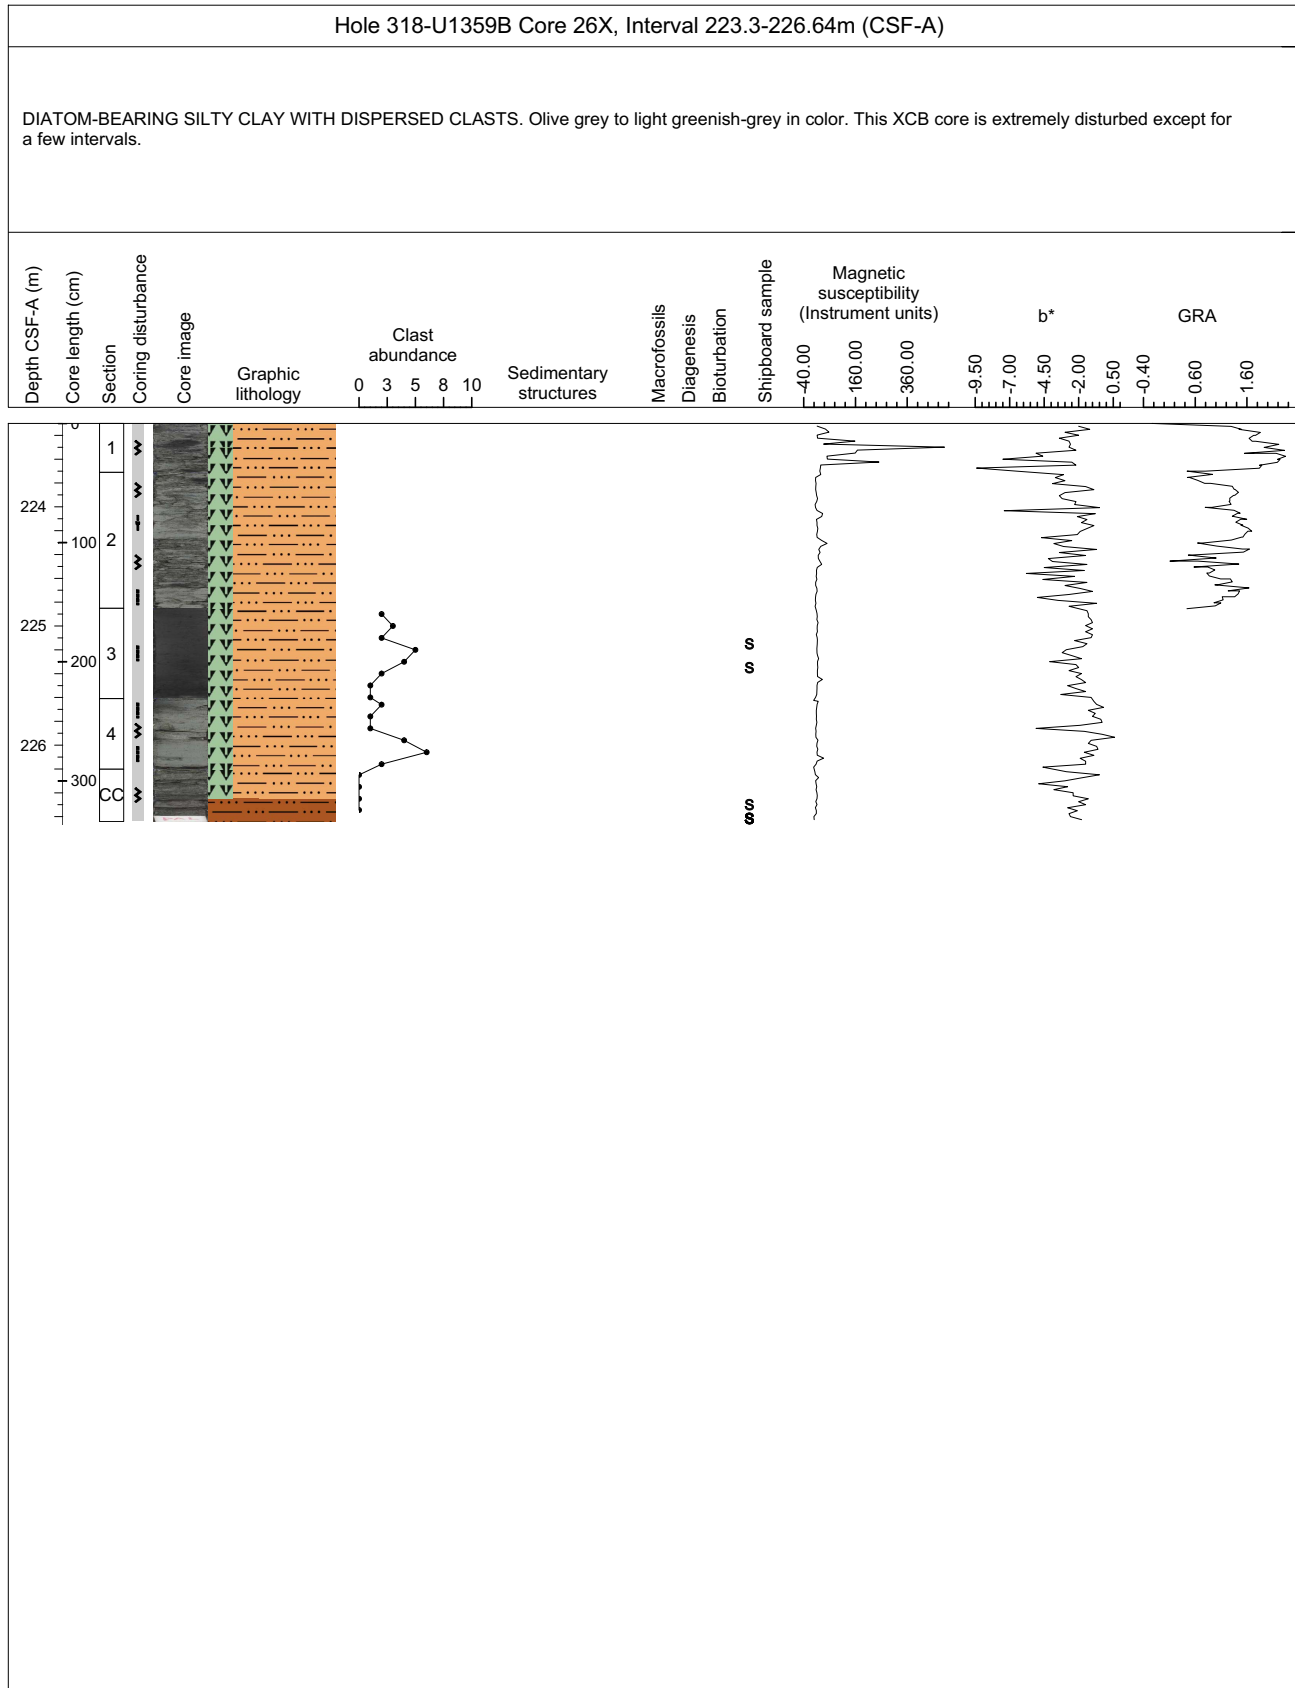 Hole 318-U1359B Core 26X, Interval 223.3-226.64m (CSF-A)
DIATOM-BEARING SILTY CLAY WITH DISPERSED CLASTS. Olive grey to light greenish-grey in color. This XCB core is extremely disturbed except for
a few intervals.
Depth CSF-A (m)
Core length (cm)
Section
Coring disturbance
Core image
Graphic
lithology
Clast
abundance
0 3 5 8 10
Sedimentary
structures
Macrofossils
Diagenesis
Bioturbation
Shipboard sample
Magnetic
susceptibility
(Instrument units)
-40.00 160.00 360.00
b*
-9.50 -7.00 -4.50 -2.00 0.50
GRA
-0.40 0.60 1.60
0
1
224
100
2
225
200
3
S
S
226
4
300
CC
S
S